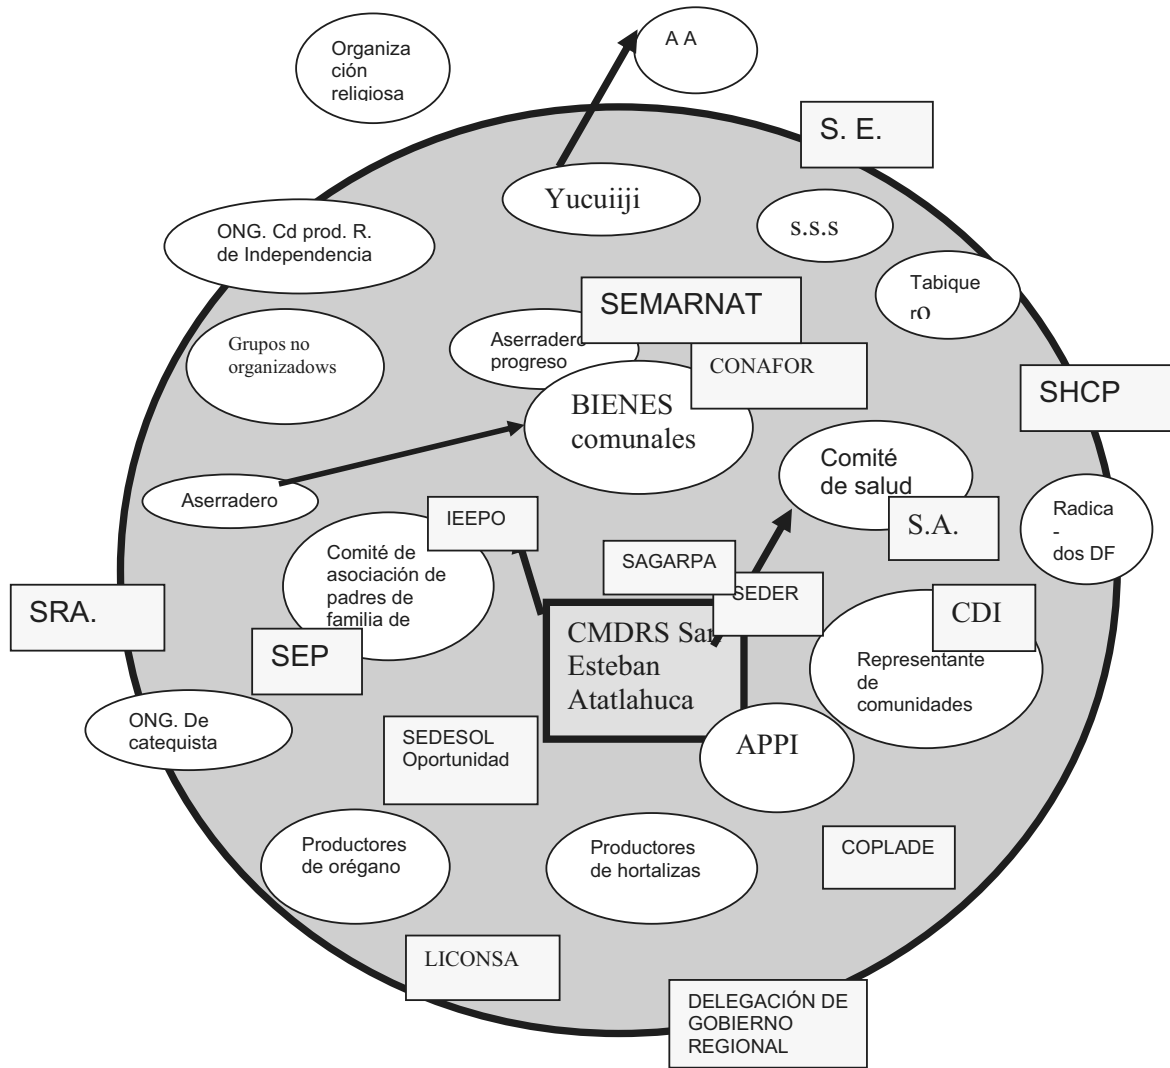 Organiza
ción
religiosa
A A
S. E.
Yucuiiji
s.s.s
ONG. Cd prod. R.
de Independencia
Tabique
ro
SEMARNAT
Aserradero
progreso
CONAFOR
Grupos no
organizadows
SHCP
BIENES
comunales
Comité
de salud
Aserradero
S.A.
Radica
-
dos DF
IEEPO
Comité de
asociación de
padres de
familia de
SAGARPA
SEDER
SRA.
SEP
CMDRS San
Esteban
Atatlahuca
CDI
Representante
de
comunidades
ONG. De
catequista
SEDESOL
Oportunidad
APPI
Productores
de orégano
Productores
de hortalizas
COPLADE
LICONSA
DELEGACIÓN DE
GOBIERNO
REGIONAL